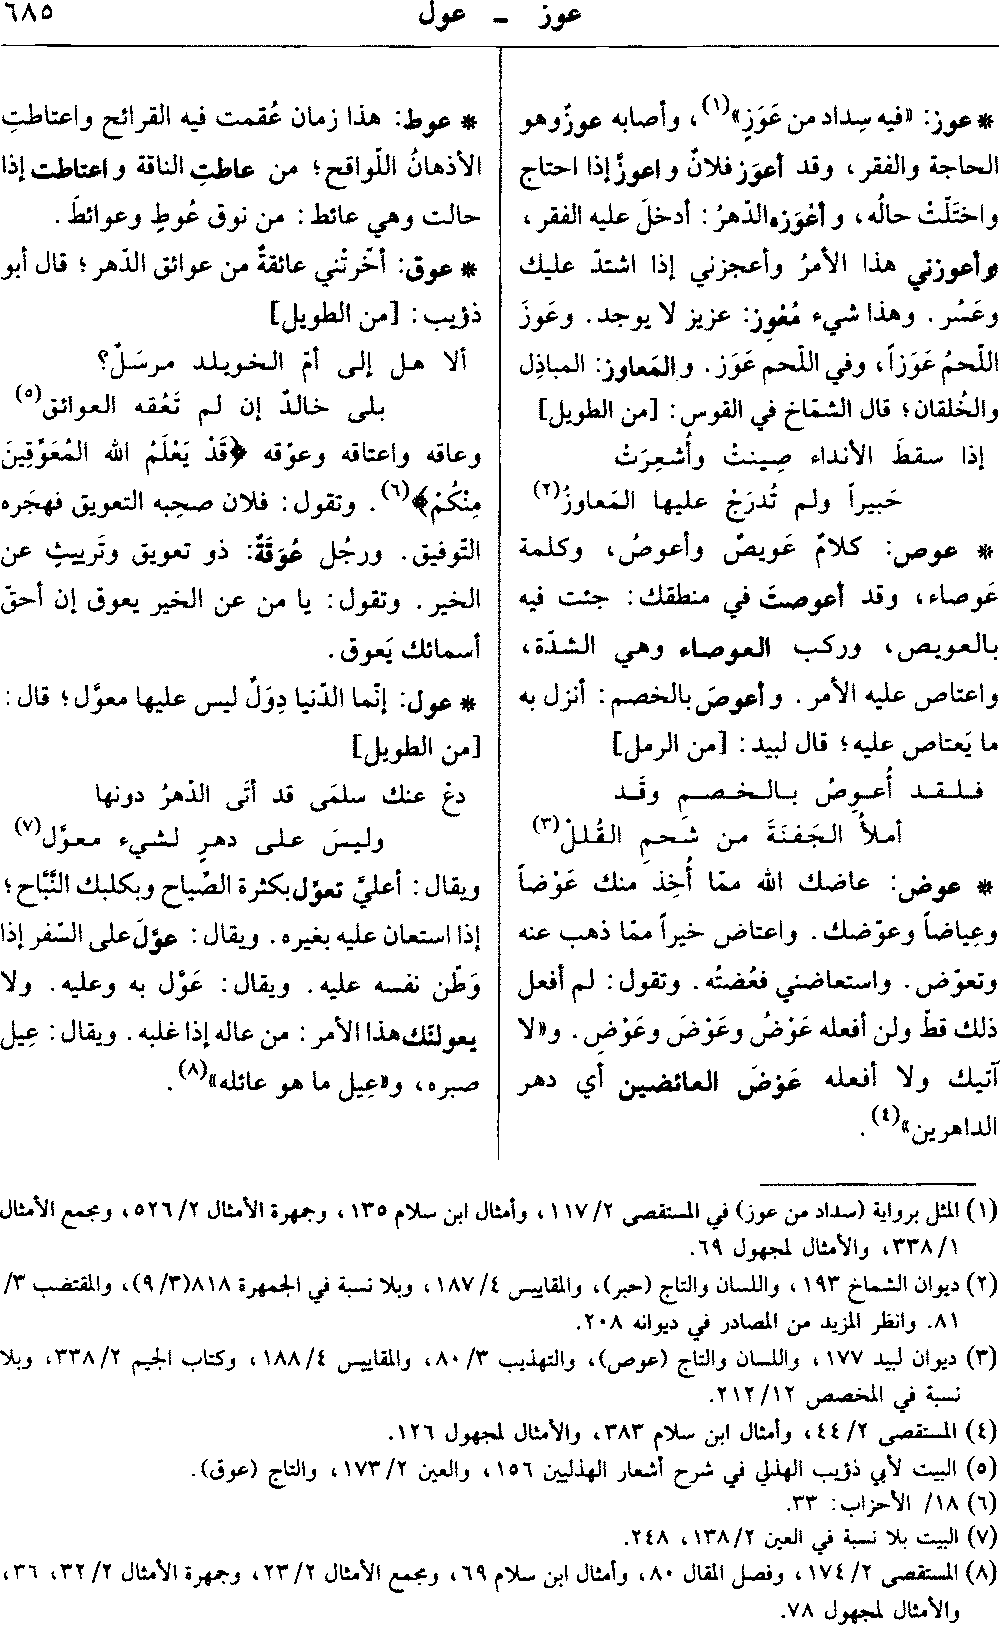 عوز - عول
٦٨٥
* عوز: «فيه سِداد من عَوَزٍ»(١)، وأصابه عوزٌ وهو
الحاجة والفقر، وقد أعوَز فلانٌ واعوزَّ إذا احتاج
واختَلّتْ حالُه، وأعْوَزه الدّهرُ: أدخلَ عليه الفقر،
وأعوزني هذا الأمرُ وأعجزني إذا اشتدّ عليك
وعَسُر. وهذا شيء مُعْوِز: عزيز لا يوجد. وعَوزَ
اللّحمُ عَوَزاً، وفي اللّحم عَوَز. والمَعاوز: المباذِل
والخُلقان؛ قال الشمّاخ في القوس: [من الطويل]
إذا سقطَ الأنداء صِينتْ وأُشعِرَتْ
حَبيراً ولم تُدرَجْ عليها المَعاوزُ(٢)
* عوص: كلامٌ عَويصٌ وأعوصُ، وكلمة
عَوصاء، وقد أعوصتَ في منطقك: جئت فيه
بالعويص، وركب العوصاء وهي الشدّة،
واعتاص عليه الأمر. وأعوصَ بالخصم: أنزل به
ما يَعتاص عليه؛ قال لبيد: [من الرمل]
فـلـقـد أُعـوِصُ بـالـخـصـمِ وقَـد
أملأُ الجَفنَةَ من شَحمِ القُللْ(٣)
* عوض: عاضك الله ممّا أُخِذ منك عَوْضاً
وعِياضاً وعوّضك. واعتاض خيراً ممّا ذهب عنه
وتعوّض. واستعاضني فعُضتُه. وتقول: لم أفعل
ذلك قطّ ولن أفعله عَوْضُ وعَوْضَ وعَوْضِ. و«لا
آتيك ولا أفعله عَوْضَ العائضين أي دهر
الداهرين»(٤).
* عوط: هذا زمان عُقمت فيه القرائح واعتاطتِ
الأذهانُ اللّواقح؛ من عاطتِ الناقة واعتاطت إذا
حالت وهي عائط: من نوق عُوطٍ وعوائطَ.
* عوق: أخّرتْني عائقةٌ من عوائق الدّهر؛ قال أبو
ذؤيب: [من الطويل]
ألا هل إلى أمّ الخويلد مرسَلٌ؟
بلى خالدٌ إن لم تَعُقه العوائق(٥)
وعاقه واعتاقه وعوّقه ﴿قَدْ يَعْلَمُ الله المُعَوِّقِينَ
مِنْكُمْ﴾(٦). وتقول: فلان صحِبه التعويق فهجَره
التّوفيق. ورجُل عُوَقَةٌ: ذو تعويق وتَرييثٍ عن
الخير. وتقول: يا من عن الخير يعوق إن أحقّ
أسمائك يَعوق.
* عول: إنّما الدّنيا دِوَلٌ ليس عليها معوَّل؛ قال:
[من الطويل]
دعْ عنك سلمَى قد أتَى الدّهرُ دونها
وليسَ على دهرٍ لشيء معوَّل(٧)
ويقال: أعليَّ تعوّل بكثرة الصّياح وبكلبك النَّبّاح؛
إذا استعان عليه بغيره. ويقال: عوَّلَ على السّفر إذا
وَطّن نفسه عليه. ويقال: عَوّل به وعليه. ولا
يعولنّك هذا الأمر: من عاله إذا غلبه. ويقال: عِيل
صبره، و«عِيل ما هو عائله»(٨).
(١) المثل برواية (سداد من عوز) في المستقصى ١١٧/٢، وأمثال ابن سلام ١٣٥، وجمهرة الأمثال ٥٢٦/٢، ومجمع الأمثال
٣٣٨/١، والأمثال لمجهول ٦٩.
(٢) ديوان الشماخ ١٩٣، واللسان والتاج (حبر)، والمقاييس ١٨٧/٤، وبلا نسبة في الجمهرة ٨١٨(٩/٣)، والمقتضب ٣/
٨١. وانظر المزيد من المصادر في ديوانه ٢٠٨.
(٣) ديوان لبيد ١٧٧، واللسان والتاج (عوص)، والتهذيب ٨٠/٣، والمقاييس ١٨٨/٤، وكتاب الجيم ٣٣٨/٢، وبلا
نسبة في المخصص ٢١٢/١٢.
(٤) المستقصى ٤٤/٢، وأمثال ابن سلام ٣٨٣، والأمثال لمجهول ١٢٦.
(٥) البيت لأبي ذؤيب الهذلي في شرح أشعار الهذليين ١٥٦، والعين ١٧٣/٢، والتاج (عوق).
(٦) ١٨/ الأحزاب: ٣٣.
(٧) البيت بلا نسبة في العين ١٣٨/٢، ٢٤٨.
(٨) المستقصى ١٧٤/٢، وفصل المقال ٨٠، وأمثال ابن سلام ٦٩، ومجمع الأمثال ٢٣/٢، وجمهرة الأمثال ٣٢/٢، ٣٦،
والأمثال لمجهول ٧٨.